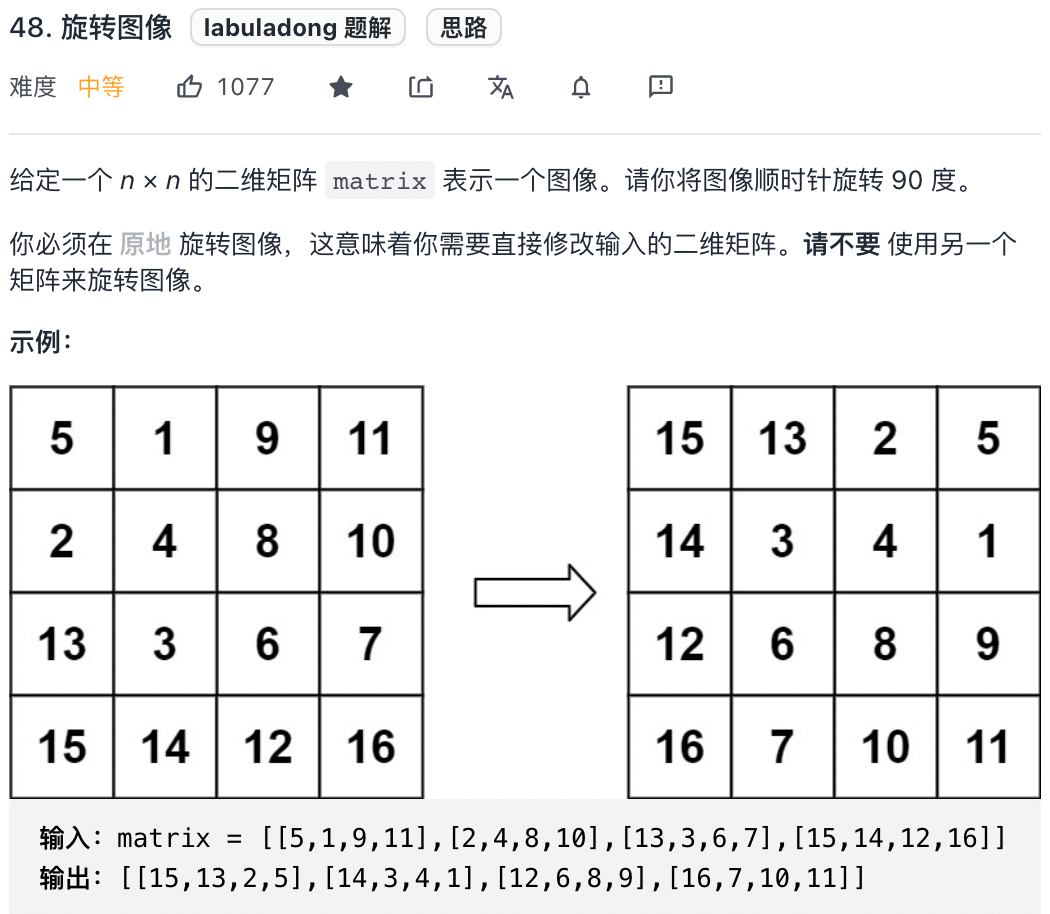 48. 旋转图像 labuladong 题解 思路
难度 中等 1077
给定一个 n × n 的二维矩阵 matrix 表示一个图像。请你将图像顺时针旋转 90 度。
你必须在 原地 旋转图像，这意味着你需要直接修改输入的二维矩阵。请不要 使用另一个
矩阵来旋转图像。
示例：
5 1 9 11 15 13 2 5
2 4 8 10 14 3 4 1
13 3 6 7 12 6 8 9
15 14 12 16 16 7 10 11
输入：matrix = [[5,1,9,11],[2,4,8,10],[13,3,6,7],[15,14,12,16]]
输出：[[15,13,2,5],[14,3,4,1],[12,6,8,9],[16,7,10,11]]